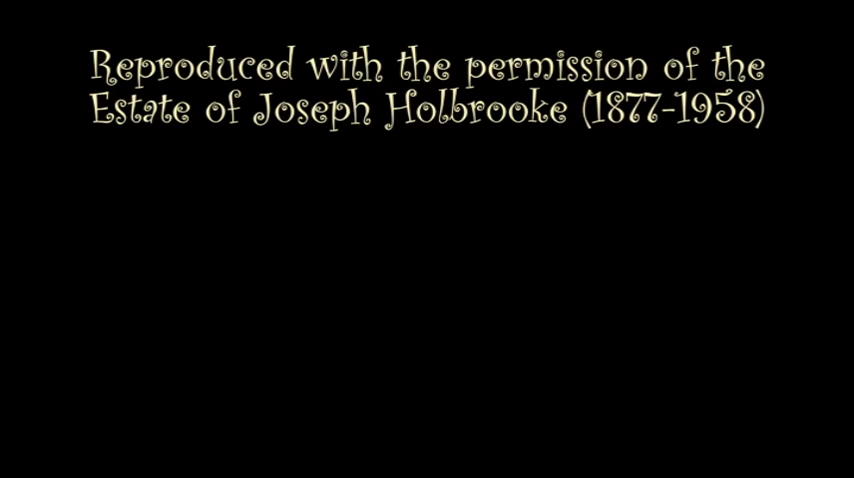 Reproduced with the permission of the
Estate of Joseph Holbrooke (1877-1958)